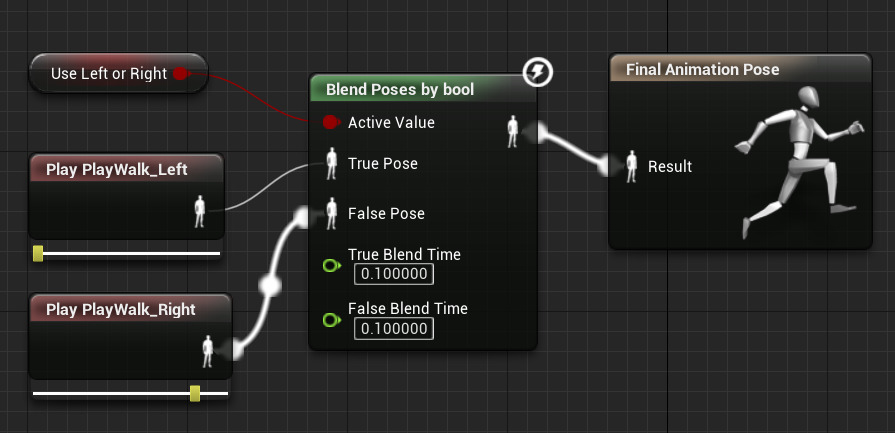 Use Left or Right
Blend Poses by bool
Final Animation Pose
Active Value
Play PlayWalk_Left
True Pose
Result
False Pose
True Blend Time
0.100000
Play PlayWalk_Right
False Blend Time
0.100000